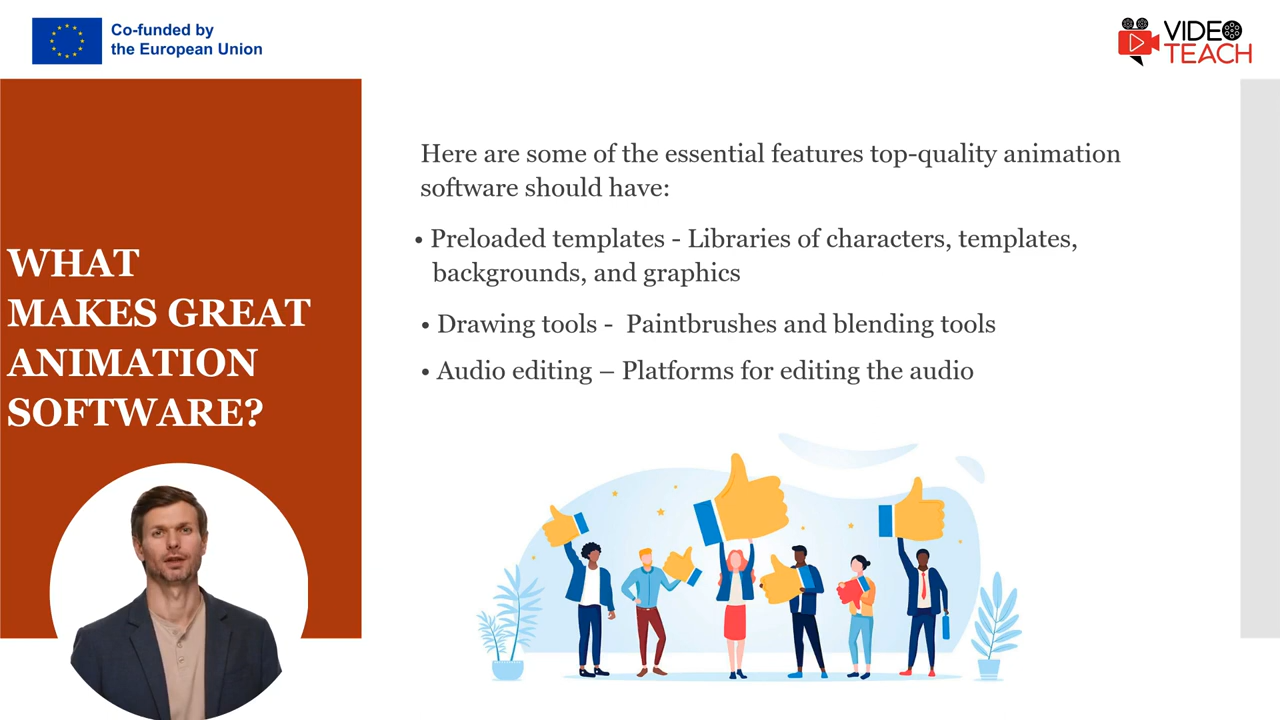 Co-funded by
the European Union
VIDEO
TEACH
WHAT
MAKES GREAT
ANIMATION
SOFTWARE?
Here are some of the essential features top-quality animation
software should have:
• Preloaded templates - Libraries of characters, templates,
backgrounds, and graphics
• Drawing tools -  Paintbrushes and blending tools
• Audio editing – Platforms for editing the audio